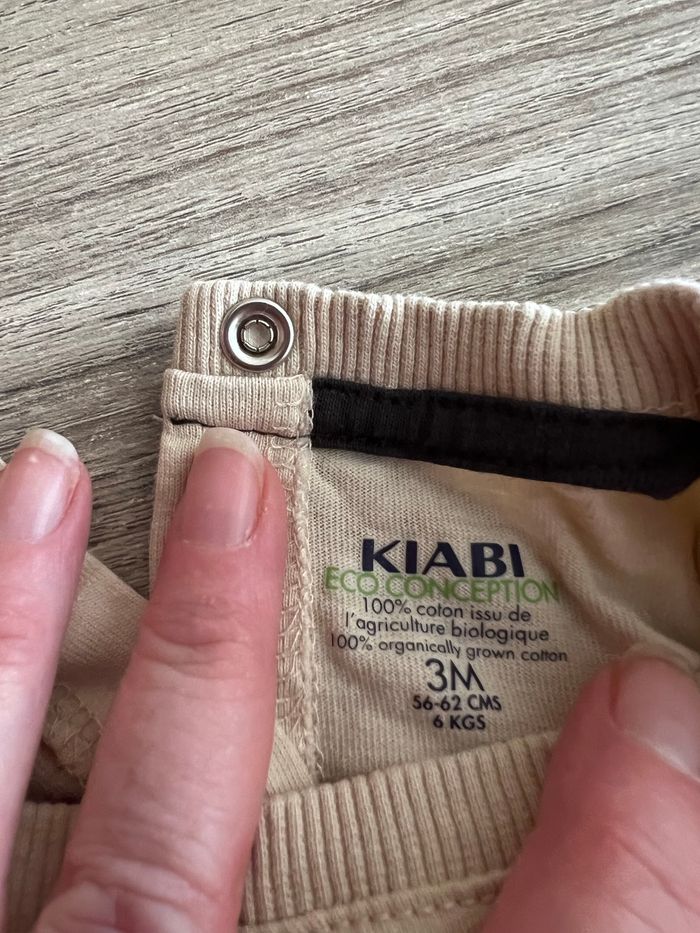 KIABI
ECO CONCEPTION
100% coton issu de
l'agriculture biologique
100% organically grown cotton
3M
56-62 CMS
6 KGS